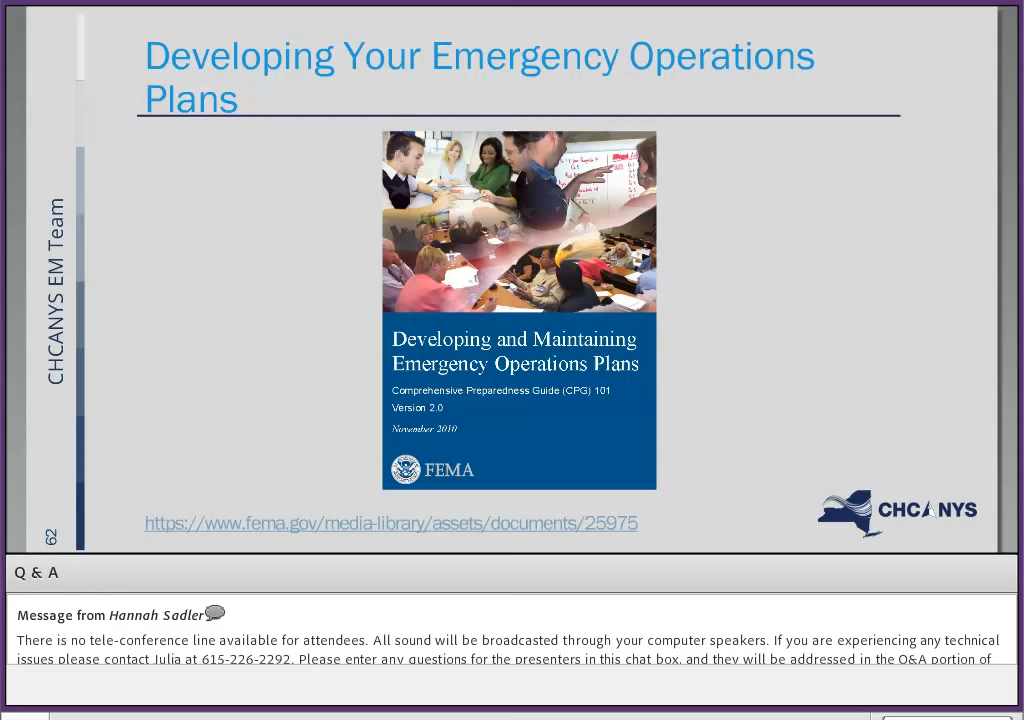 Developing Your Emergency Operations
Plans
CHCANYS EM Team
Developing and Maintaining
Emergency Operations Plans
Comprehensive Preparedness Guide (CPG) 101
Version 2.0
November 2010
FEMA
https://www.fema.gov/media-library/assets/documents/25975
CHCANYS
62
Q & A
Message from Hannah Sadler
There is no tele-conference line available for attendees. All sound will be broadcasted through your computer speakers. If you are experiencing any technical
issues please contact Julia at 615-226-2292. Please enter any questions for the presenters in this chat box, and they will be addressed in the Q&A portion of